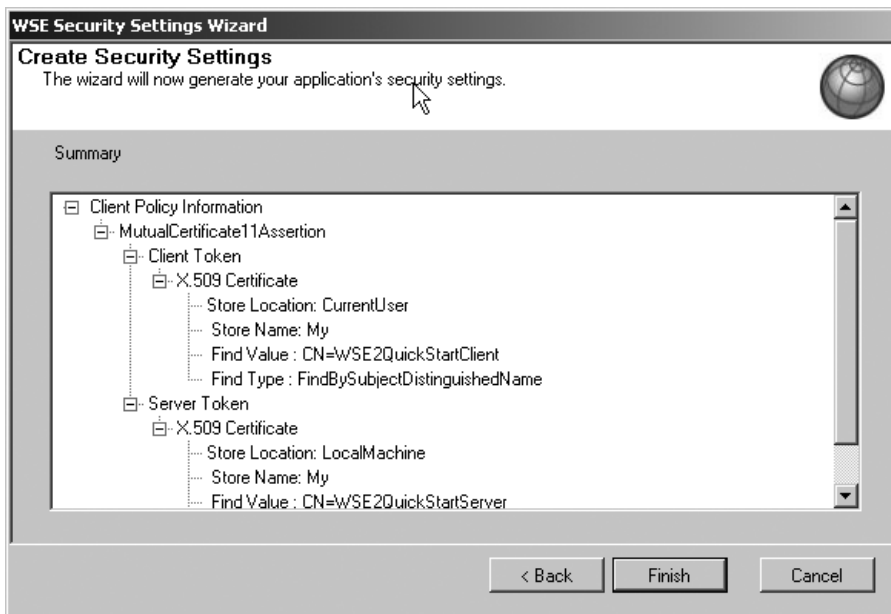 WSE Security Settings Wizard
Create Security Settings
The wizard will now generate your application's security settings.
Summary
Client Policy Information
MutualCertificate11Assertion
Client Token
X.509 Certificate
Store Location: CurrentUser
Store Name: My
Find Value : CN=WSE2QuickStartClient
Find Type : FindBySubjectDistinguishedName
Server Token
X.509 Certificate
Store Location: LocalMachine
Store Name: My
Find Value : CN=WSE2QuickStartServer
< Back Finish Cancel